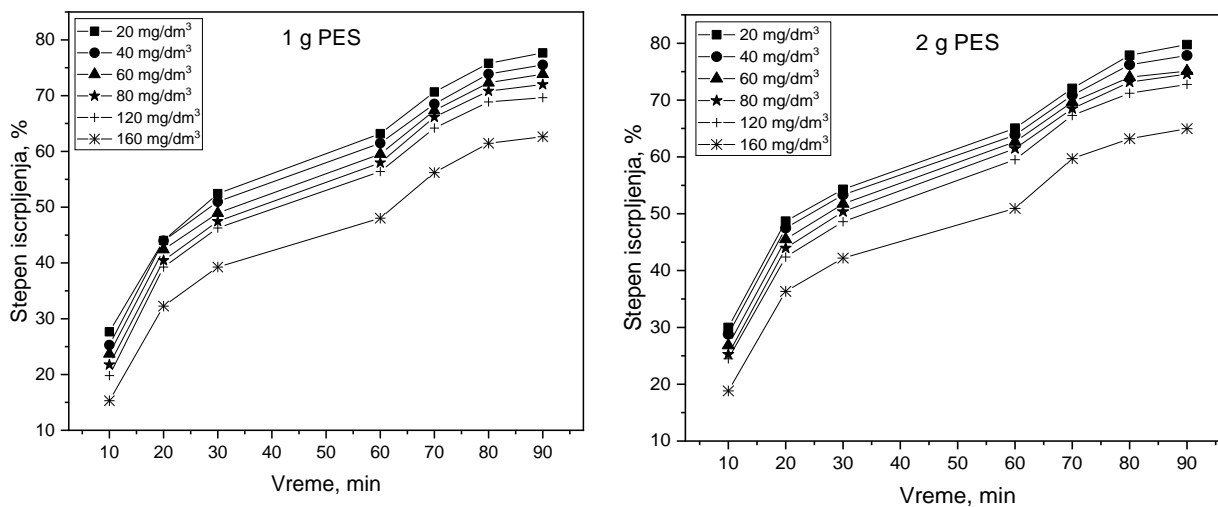 1 g PES
20 mg/dm³
40 mg/dm³
60 mg/dm³
80 mg/dm³
120 mg/dm³
160 mg/dm³
Stepen iscrpljenja, %
80
70
60
50
40
30
20
10
10 20 30 40 50 60 70 80 90
Vreme, min
2 g PES
20 mg/dm³
40 mg/dm³
60 mg/dm³
80 mg/dm³
120 mg/dm³
160 mg/dm³
Stepen iscrpljenja, %
80
70
60
50
40
30
20
10
10 20 30 40 50 60 70 80 90
Vreme, min